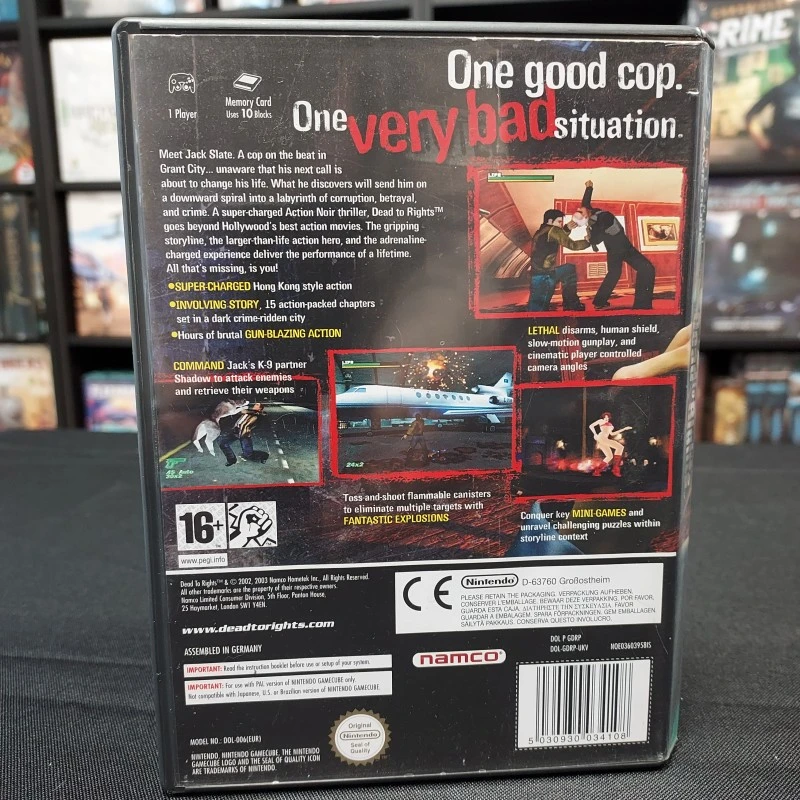 One good cop.
One very bad situation.™
1 Player
Memory Card
Uses 10 Blocks
Meet Jack Slate. A cop on the beat in
Grant City... unaware that his next call is
about to change his life. What he discovers will send him on
a downward spiral into a labyrinth of corruption, betrayal,
and crime. A super-charged Action Noir thriller, Dead to Rights™
goes beyond Hollywood's best action movies. The gripping
storyline, the larger-than-life action hero, and the adrenaline-
charged experience deliver the performance of a lifetime.
All that's missing, is you!
•SUPER-CHARGED Hong Kong style action
•INVOLVING STORY, 15 action-packed chapters
set in a dark crime-ridden city
•Hours of brutal GUN-BLAZING ACTION
LIFE
LETHAL disarms, human shield,
slow-motion gunplay, and
cinematic player controlled
camera angles
COMMAND Jack's K-9 partner
Shadow to attack enemies
and retrieve their weapons
24x2
Toss-and-shoot flammable canisters
to eliminate multiple targets with
FANTASTIC EXPLOSIONS
Conquer key MINI-GAMES and
unravel challenging puzzles within
storyline context
16+
www.pegi.info
Dead To Rights® & © 2002, 2003 Namco Hometek Inc., All Rights Reserved.
All other trademarks are the property of their respective owners.
Namco Limited Consumer Division, 5th Floor, Panton House,
25 Haymarket, London SW1 Y4EN.
www.deadtorights.com
ASSEMBLED IN GERMANY
IMPORTANT: Read the instruction booklet before use or setup of your system.
IMPORTANT: For use with PAL version of NINTENDO GAMECUBE only.
Not compatible with Japanese, U.S. or Brazilian version of NINTENDO GAMECUBE.
MODEL NO.: DOL-006(EUR)
NINTENDO, NINTENDO GAMECUBE, THE NINTENDO
GAMECUBE LOGO AND THE SEAL OF QUALITY ICON
ARE TRADEMARKS OF NINTENDO.
Original
Nintendo
Seal of
Quality
CE
Nintendo D-63760 Großostheim
PLEASE RETAIN THE PACKAGING. VERPACKUNG AUFHEBEN.
CONSERVER L'EMBALLAGE. BEWAAR DEZE VERPAKKING. POR FAVOR,
GUARDA ESTA CAJA. ΔΙΑΤΗΡΗΣΤΕ ΤΗΝ ΣΥΣΚΕΥΑΣΙΑ. FAVOR
GUARDAR A EMBALAGEM. SPARA FÖRPACKNINGEN. GEM EMBALLAGEN.
SÄILYTÄ PAKKAUS. CONSERVA QUESTO INVOLUCRO.
namco®
DOL P GDRP
DOL-GDRP-UKV
NOE0360395BIS
5 030930 034108
CRIME